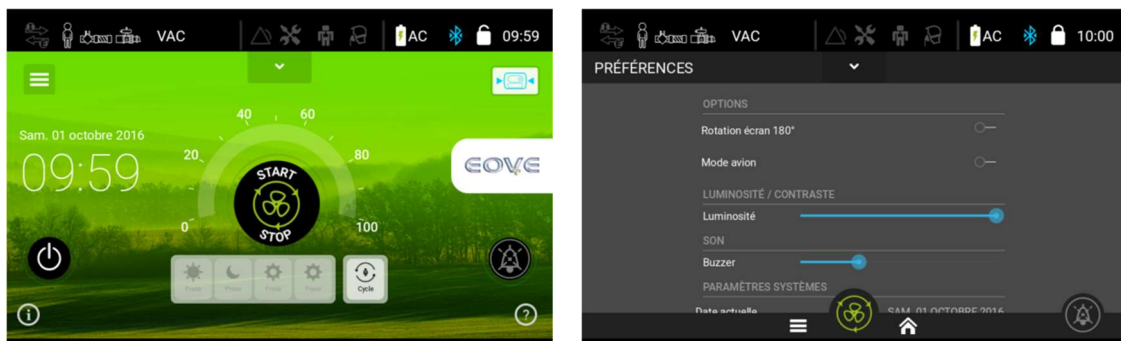 VAC AC 09:59
40 60
Sam. 01 octobre 2016
09:59
20 80
EOVE
START
STOP
0 100
Cycle
VAC AC 10:00
PRÉFÉRENCES
OPTIONS
Rotation écran 180°
Mode avion
LUMINOSITÉ / CONTRASTE
Luminosité
SON
Buzzer
PARAMÈTRES SYSTÈMES
Date actuelle SAM. 01 OCTOBRE 2016